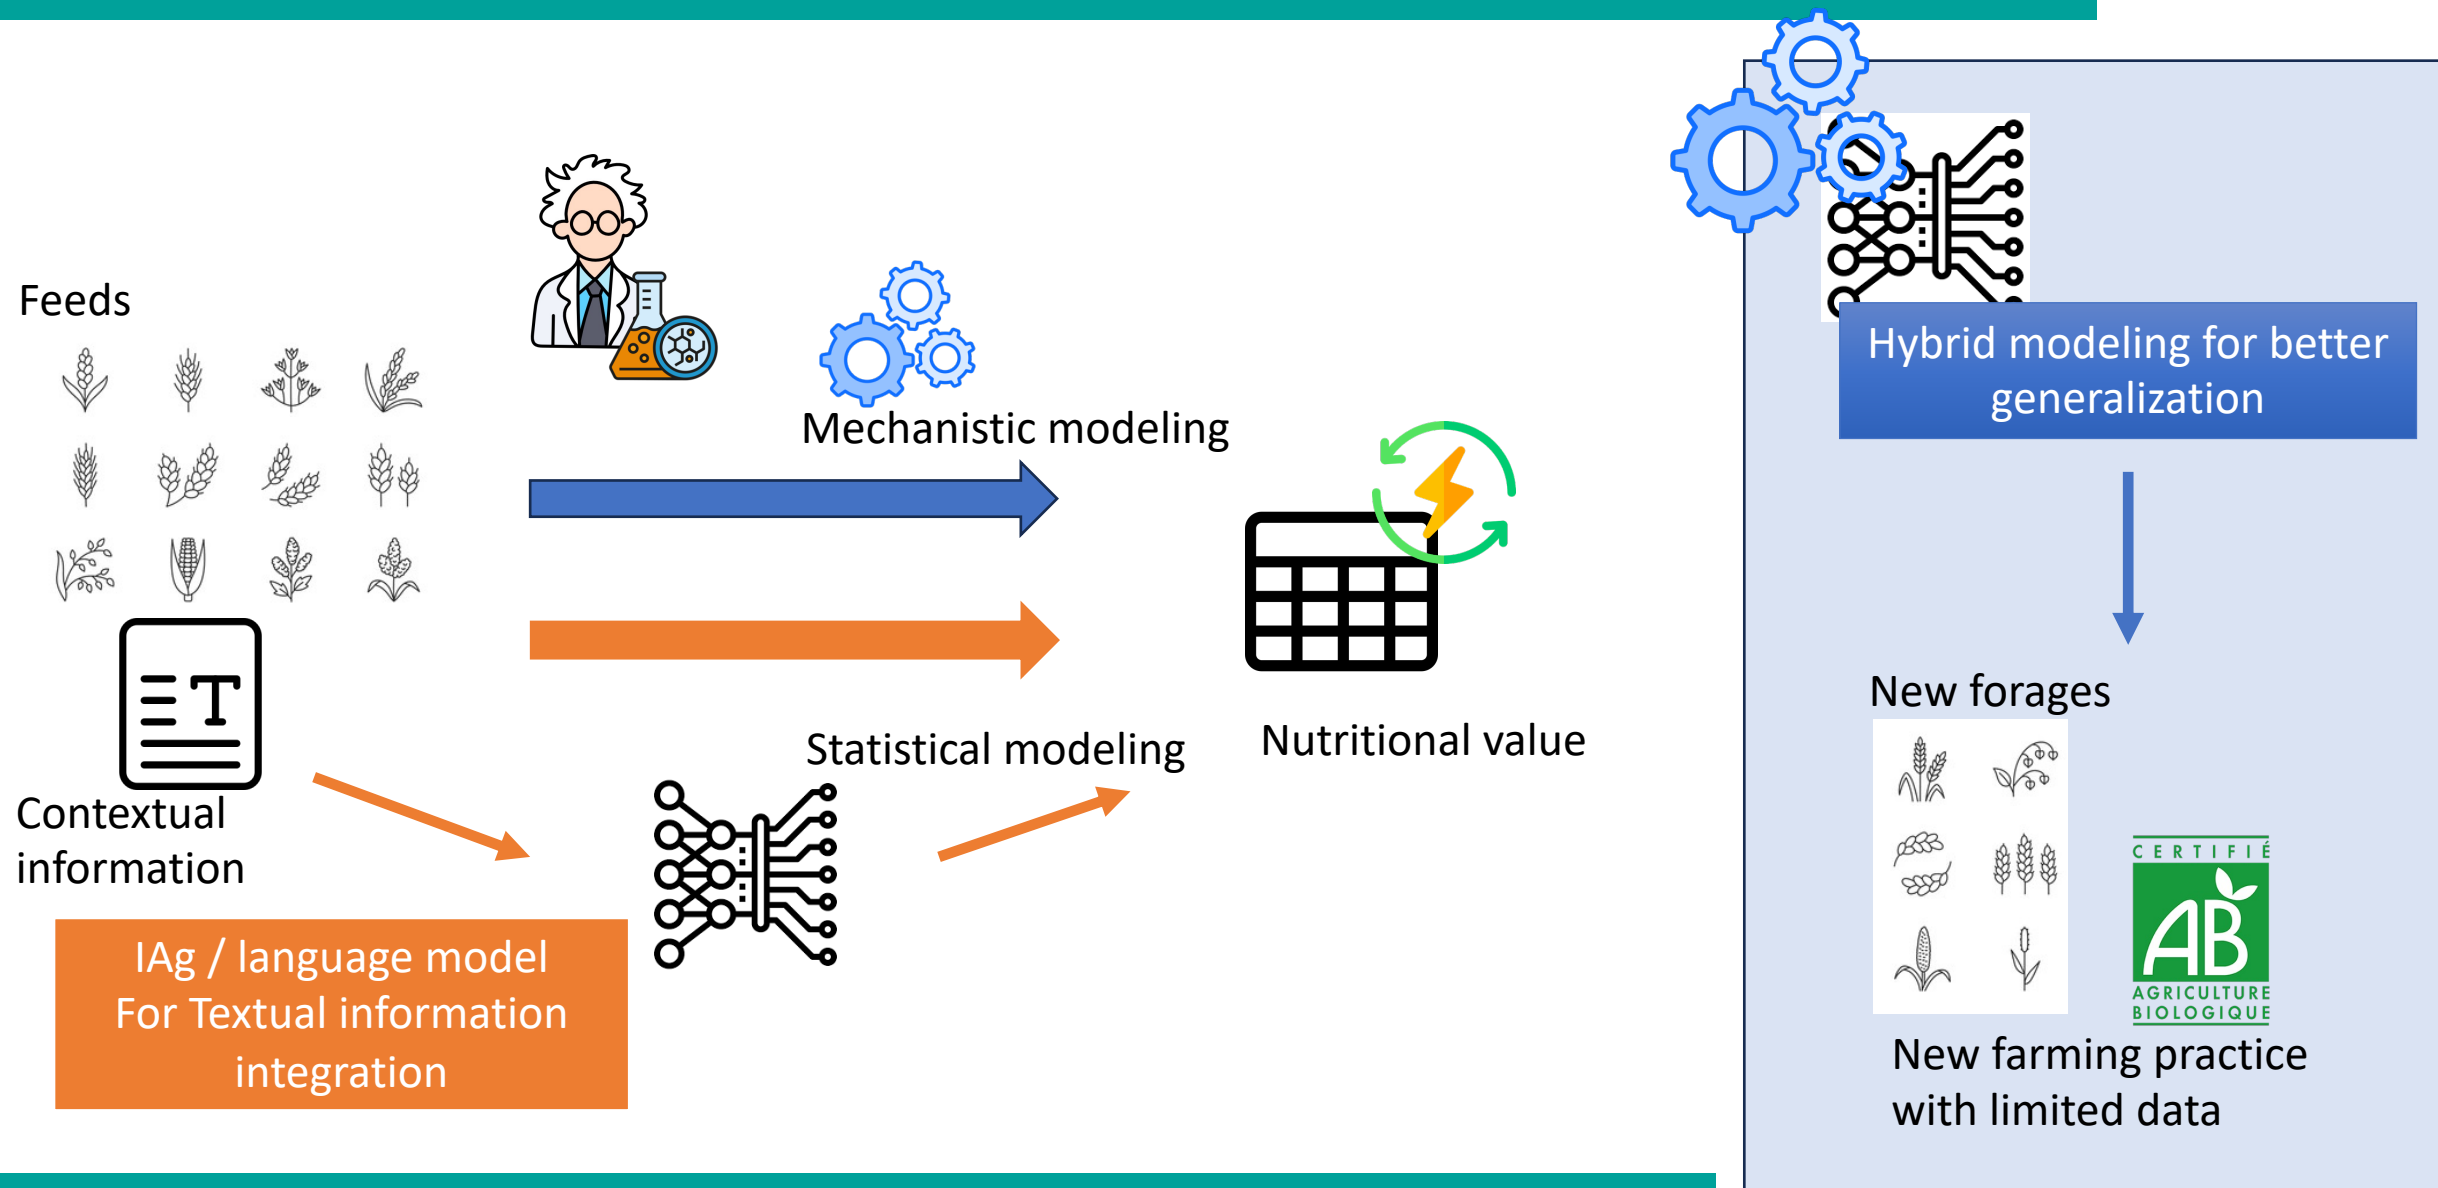 Feeds
Mechanistic modeling
T
Contextual
information
Statistical modeling
Nutritional value
IAg / language model
For Textual information
integration
Hybrid modeling for better
generalization
New forages
CERTIFIÉ
AB
AGRICULTURE
BIOLOGIQUE
New farming practice
with limited data